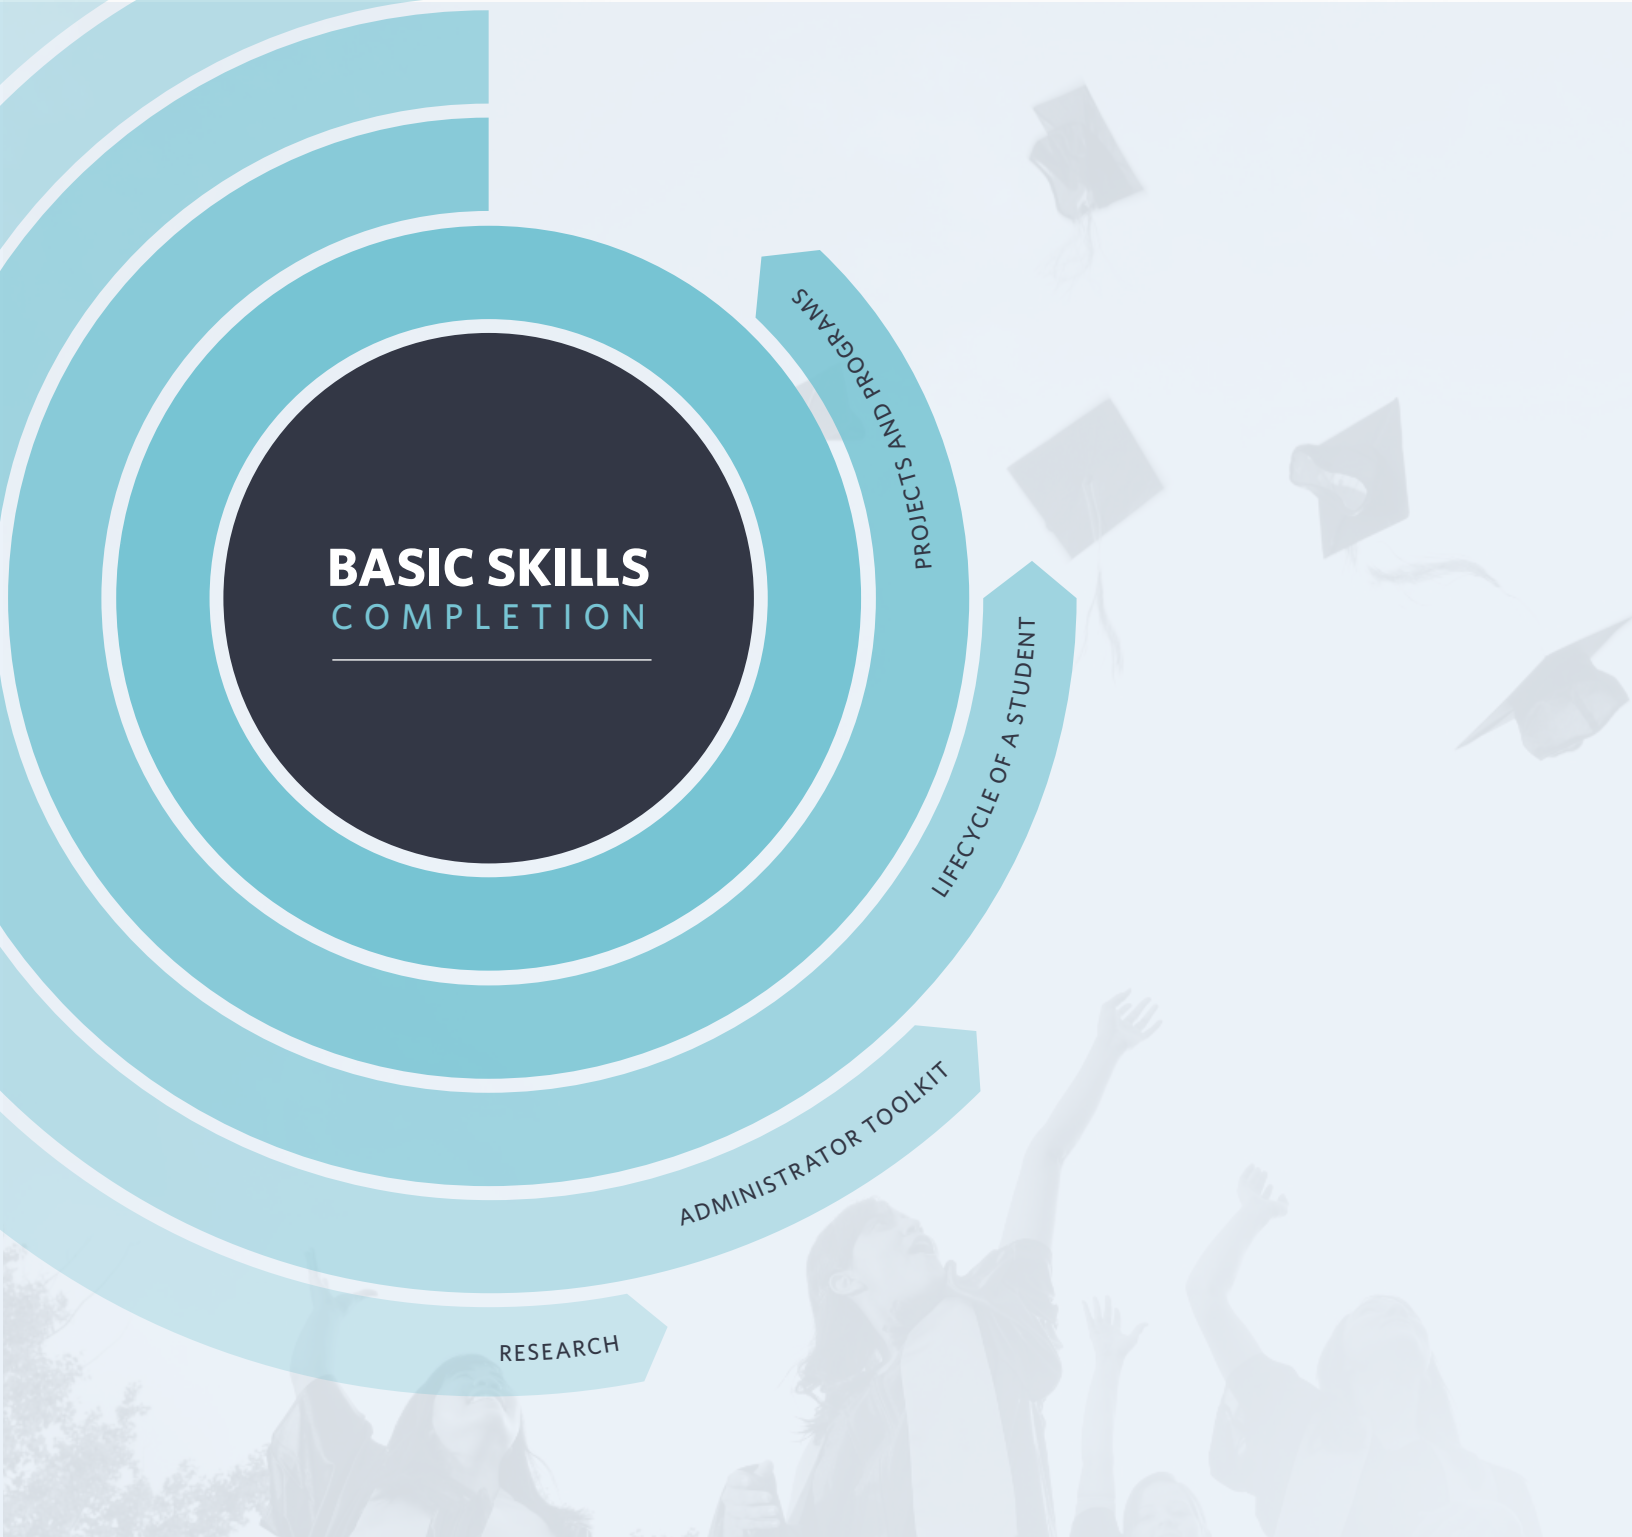 BASIC SKILLS
COMPLETION
PROJECTS AND PROGRAMS
LIFECYCLE OF A STUDENT
ADMINISTRATOR TOOLKIT
RESEARCH